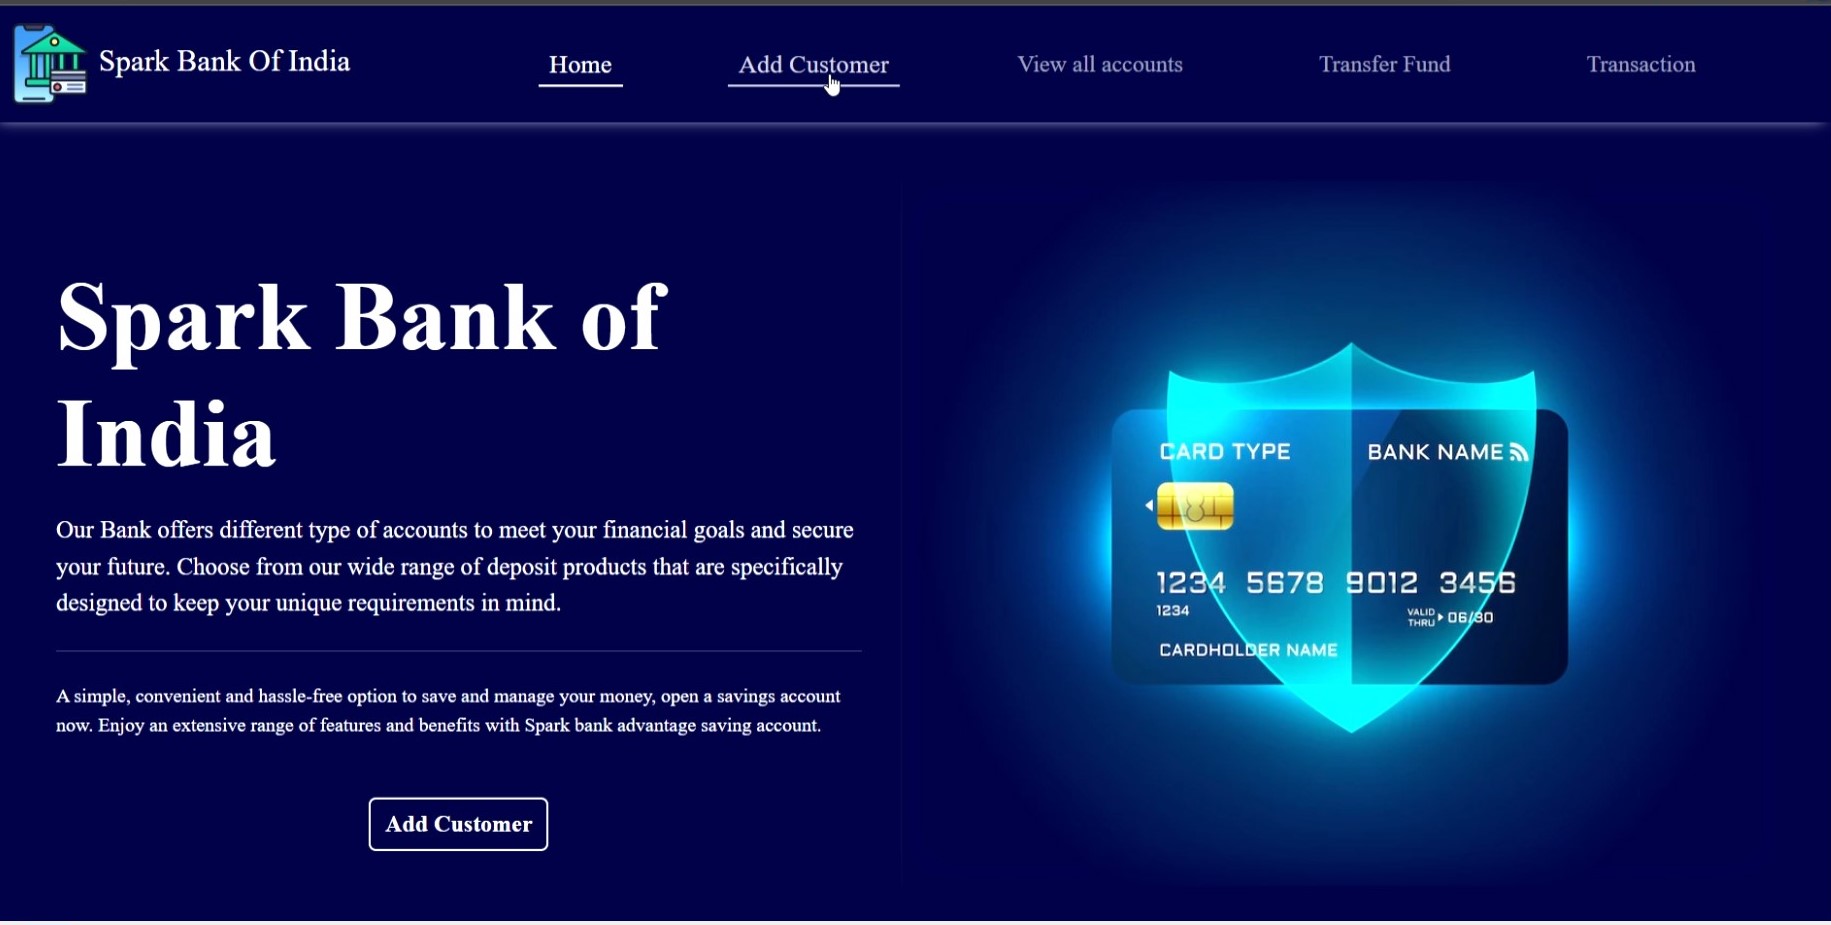 Spark Bank Of India
Home
Add Customer
View all accounts
Transfer Fund
Transaction
Spark Bank of
India
Our Bank offers different type of accounts to meet your financial goals and secure
your future. Choose from our wide range of deposit products that are specifically
designed to keep your unique requirements in mind.
A simple, convenient and hassle-free option to save and manage your money, open a savings account
now. Enjoy an extensive range of features and benefits with Spark bank advantage saving account.
Add Customer
CARD TYPE
BANK NAME
1234 5678 9012 3456
1234
VALID
THRU 06/30
CARDHOLDER NAME